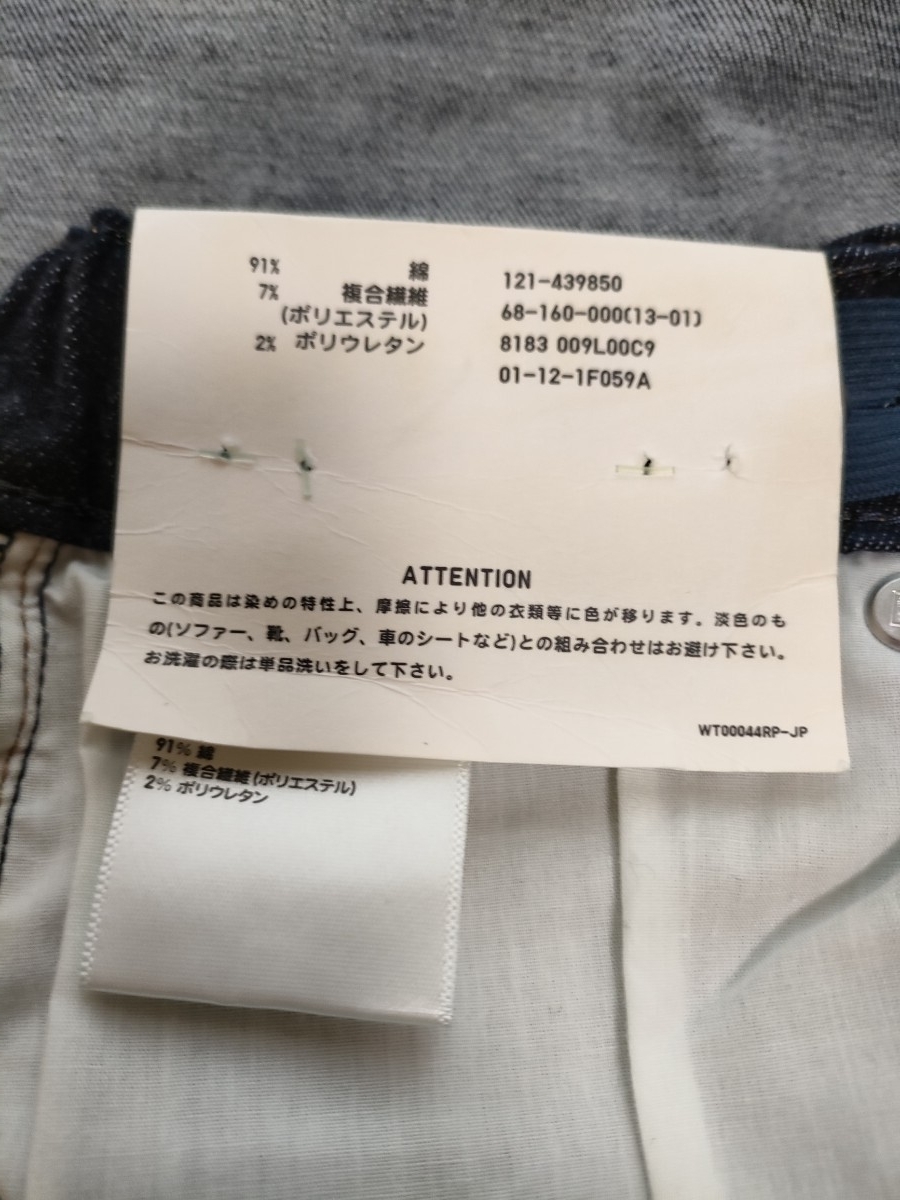 91% 綿
7% 複合繊維
(ポリエステル)
2% ポリウレタン
121-439850
68-160-000(13-01)
8183 009L00C9
01-12-1F059A
ATTENTION
この商品は染めの特性上、摩擦により他の衣類等に色が移ります。淡色のも
の(ソファー、靴、バッグ、車のシートなど)との組み合わせはお避け下さい。
お洗濯の際は単品洗いをして下さい。
WT00044RP-JP
91% 綿
7% 複合繊維(ポリエステル)
2% ポリウレタン